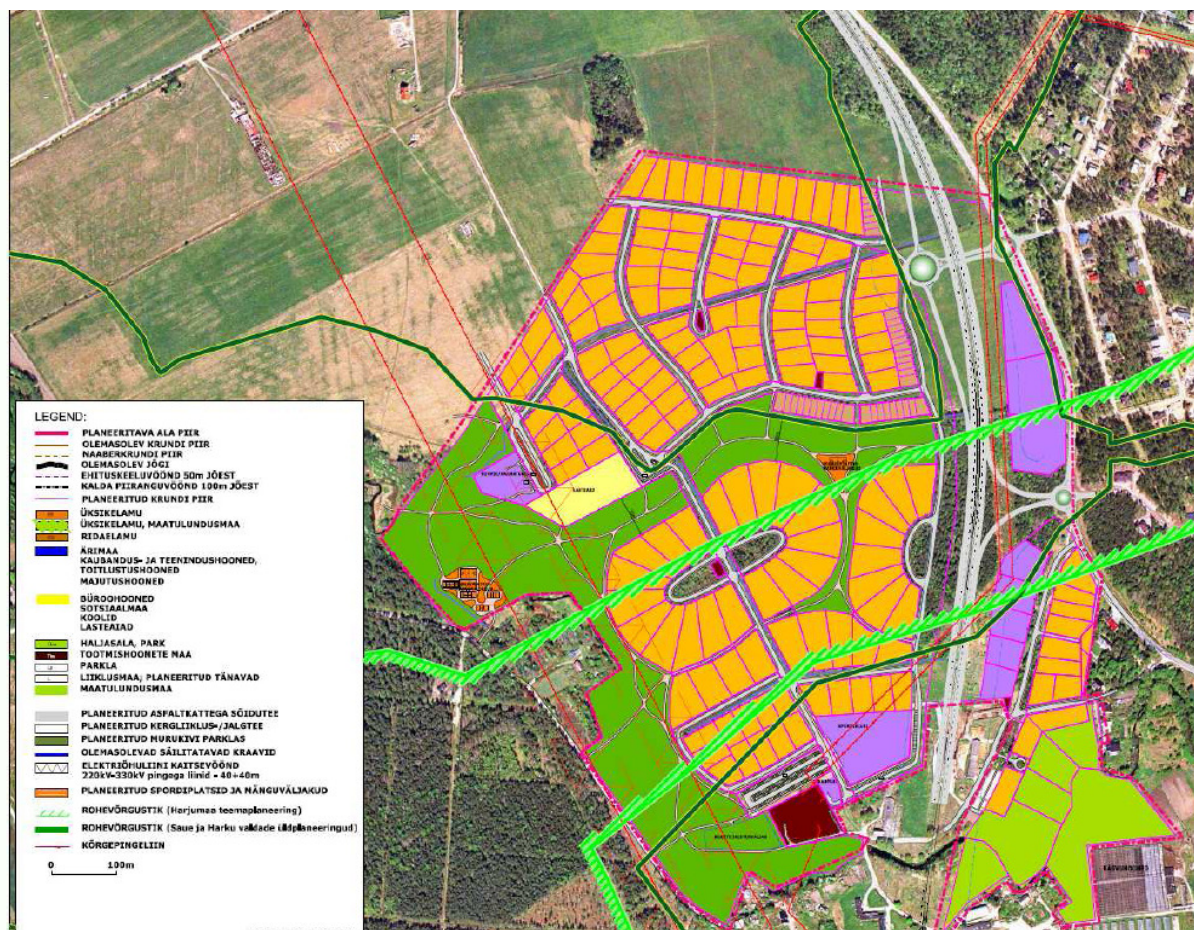 LEGEND:
PLANEERITAVA ALA PIIR
OLEMASOLEV KRUNDI PIIR
NAABERKRUNDI PIIR
OLEMASOLEV JÕGI
EHITUSKEELUVÖÖND 50m JÕEST
KALDA PIIRANGUVÖÖND 100m JÕEST
PLANEERITUD KRUNDI PIIR
ÜKSIKELAMU
ÜKSIKELAMU, MAATULUNDUSMAA
RIDAELAMU
ÄRIMAA
KAUBANDUS- JA TEENINDUSHOONED,
TOITLUSTUSHOONED
MAJUTUSHOONED
BÜROOHOONED
SOTSIAALMAA
KOOLID
LASTEAIAD
HALJASALA, PARK
TOOTMISHOONETE MAA
PARKLA
LIIKLUSMAA; PLANEERITUD TÄNAVAD
MAATULUNDUSMAA
PLANEERITUD ASFALTKATTEGA SÕIDUTEE
PLANEERITUD KERGLIIKLUS-/JALGTEE
PLANEERITUD MURUKIVI PARKLAS
OLEMASOLEVAD SÄILITATAVAD KRAAVID
ELEKTRIÕHULIINI KAITSEVÖÖND
220kV-330kV pingega liinid - 40+40m
PLANEERITUD SPORDIPLATSID JA MÄNGUVÄLJAKUD
ROHEVÕRGUSTIK (Harjumaa teemaplaneering)
ROHEVÕRGUSTIK (Saue ja Harku valdade üldplaneeringud)
KÕRGEPINGELIIN
0 100m